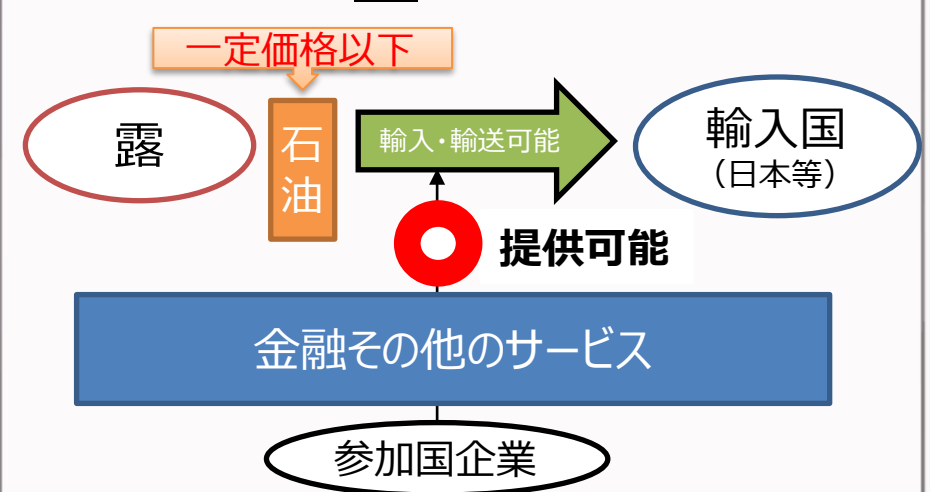 一定価格以下
露
石
油
輸入・輸送可能
輸入国
（日本等）
提供可能
金融その他のサービス
参加国企業